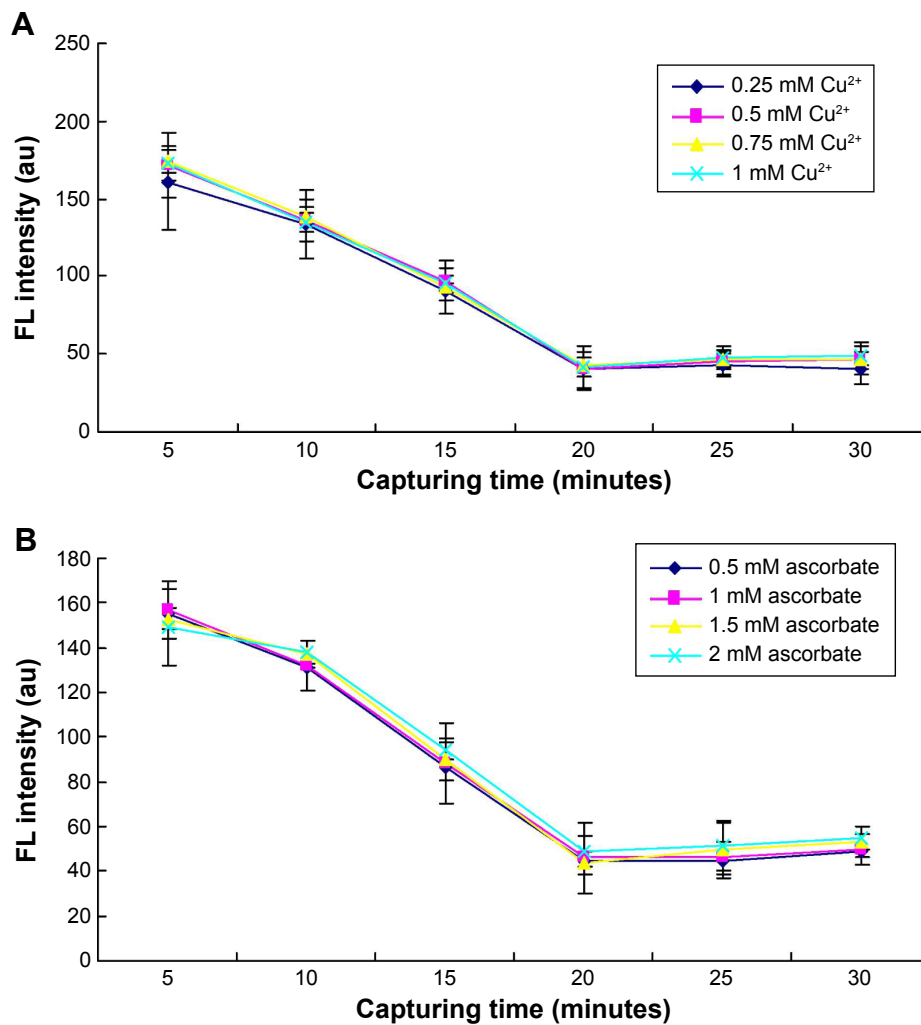 A
250
200
150
100
50
0
FL intensity (au)
0.25 mM Cu²⁺
0.5 mM Cu²⁺
0.75 mM Cu²⁺
1 mM Cu²⁺
5 10 15 20 25 30
Capturing time (minutes)
B
180
160
140
120
100
80
60
40
20
0
FL intensity (au)
0.5 mM ascorbate
1 mM ascorbate
1.5 mM ascorbate
2 mM ascorbate
5 10 15 20 25 30
Capturing time (minutes)